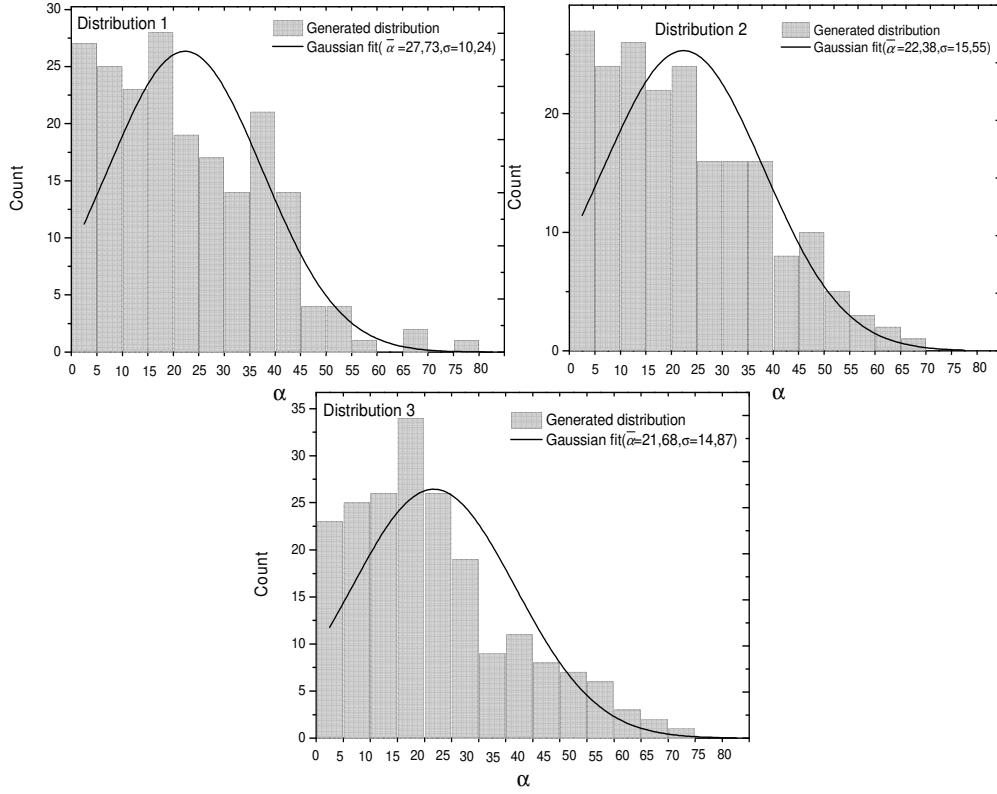 Distribution 1
Generated distribution
Gaussian fit( α̅ =27,73,σ=10,24)
30
25
20
15
10
5
0
Count
0 5 10 15 20 25 30 35 40 45 50 55 60 65 70 80
α
Distribution 2
Generated distribution
Gaussian fit(α̅=22,38,σ=15,55)
20
10
0
Count
0 5 10 15 20 25 30 35 40 45 50 55 60 65 70 80
α
Distribution 3
Generated distribution
Gaussian fit(α̅=21,68,σ=14,87)
35
30
25
20
15
10
5
0
Count
0 5 10 15 20 25 30 35 40 45 50 55 60 65 70 80
α